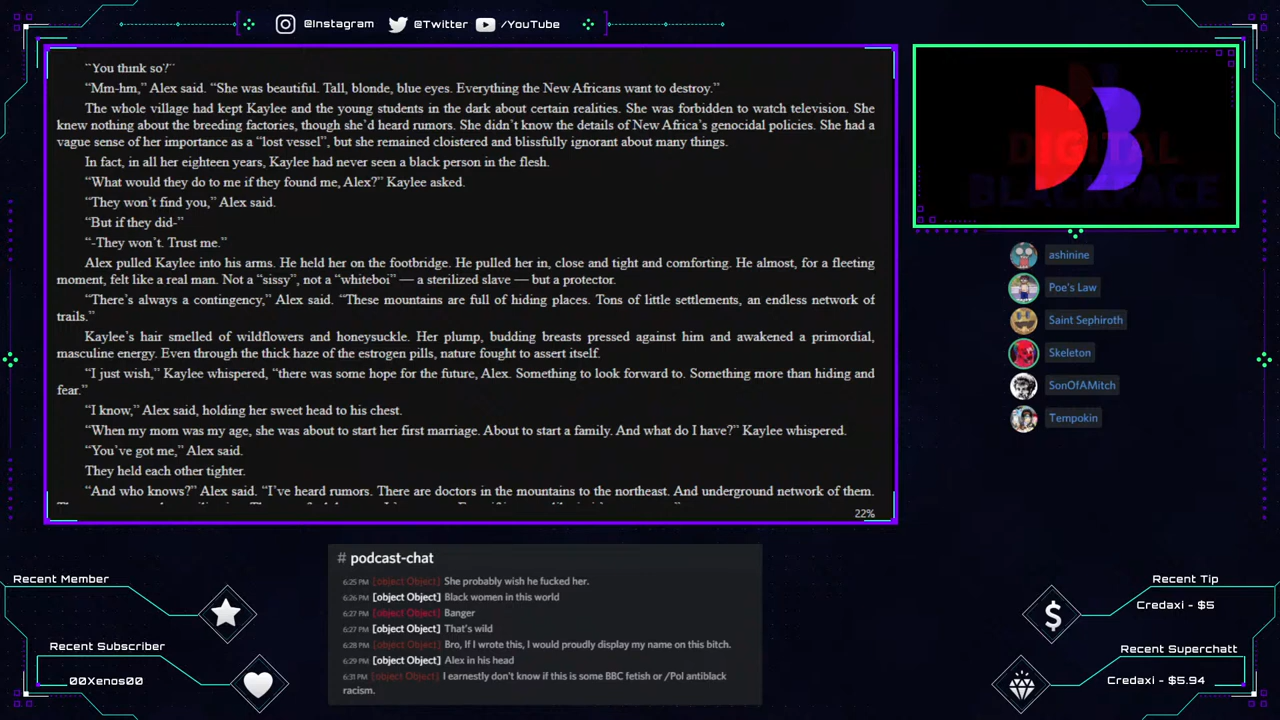 @Instagram @Twitter /YouTube
“You think so?”
“Mm-hm,” Alex said. “She was beautiful. Tall, blonde, blue eyes. Everything the New Africans want to destroy.”
The whole village had kept Kaylee and the young students in the dark about certain realities. She was forbidden to watch television. She
knew nothing about the breeding factories, though she’d heard rumors. She didn’t know the details of New Africa’s genocidal policies. She had a
vague sense of her importance as a “lost vessel”, but she remained cloistered and blissfully ignorant about many things.
In fact, in all her eighteen years, Kaylee had never seen a black person in the flesh.
“What would they do to me if they found me, Alex?” Kaylee asked.
“They won’t find you,” Alex said.
“But if they did-”
“-They won’t. Trust me.”
Alex pulled Kaylee into his arms. He held her on the footbridge. He pulled her in, close and tight and comforting. He almost, for a fleeting
moment, felt like a real man. Not a “sissy”, not a “whiteboi” — a sterilized slave — but a protector.
“There’s always a contingency,” Alex said. “These mountains are full of hiding places. Tons of little settlements, an endless network of
trails.”
Kaylee’s hair smelled of wildflowers and honeysuckle. Her plump, budding breasts pressed against him and awakened a primordial,
masculine energy. Even through the thick haze of the estrogen pills, nature fought to assert itself.
“I just wish,” Kaylee whispered, “there was some hope for the future, Alex. Something to look forward to. Something more than hiding and
fear.”
“I know,” Alex said, holding her sweet head to his chest.
“When my mom was my age, she was about to start her first marriage. About to start a family. And what do I have?” Kaylee whispered.
“You’ve got me,” Alex said.
They held each other tighter.
“And who knows?” Alex said. “I’ve heard rumors. There are doctors in the mountains to the northeast. And underground network of them.
22%
DIGITAL
BLACKFACE
ashinine
Poe's Law
Saint Sephiroth
Skeleton
SonOfAMitch
Tempokin
# podcast-chat
6:25 PM [object Object] She probably wish he fucked her.
6:26 PM [object Object] Black women in this world
6:27 PM [object Object] Banger
6:27 PM [object Object] That's wild
6:28 PM [object Object] Bro, If I wrote this, I would proudly display my name on this bitch.
6:29 PM [object Object] Alex in his head
6:31 PM [object Object] I earnestly don't know if this is some BBC fetish or /Pol antiblack
racism.
Recent Member
Recent Subscriber
00Xenos00
Recent Tip
Credaxi - $5
Recent Superchatt
Credaxi - $5.94